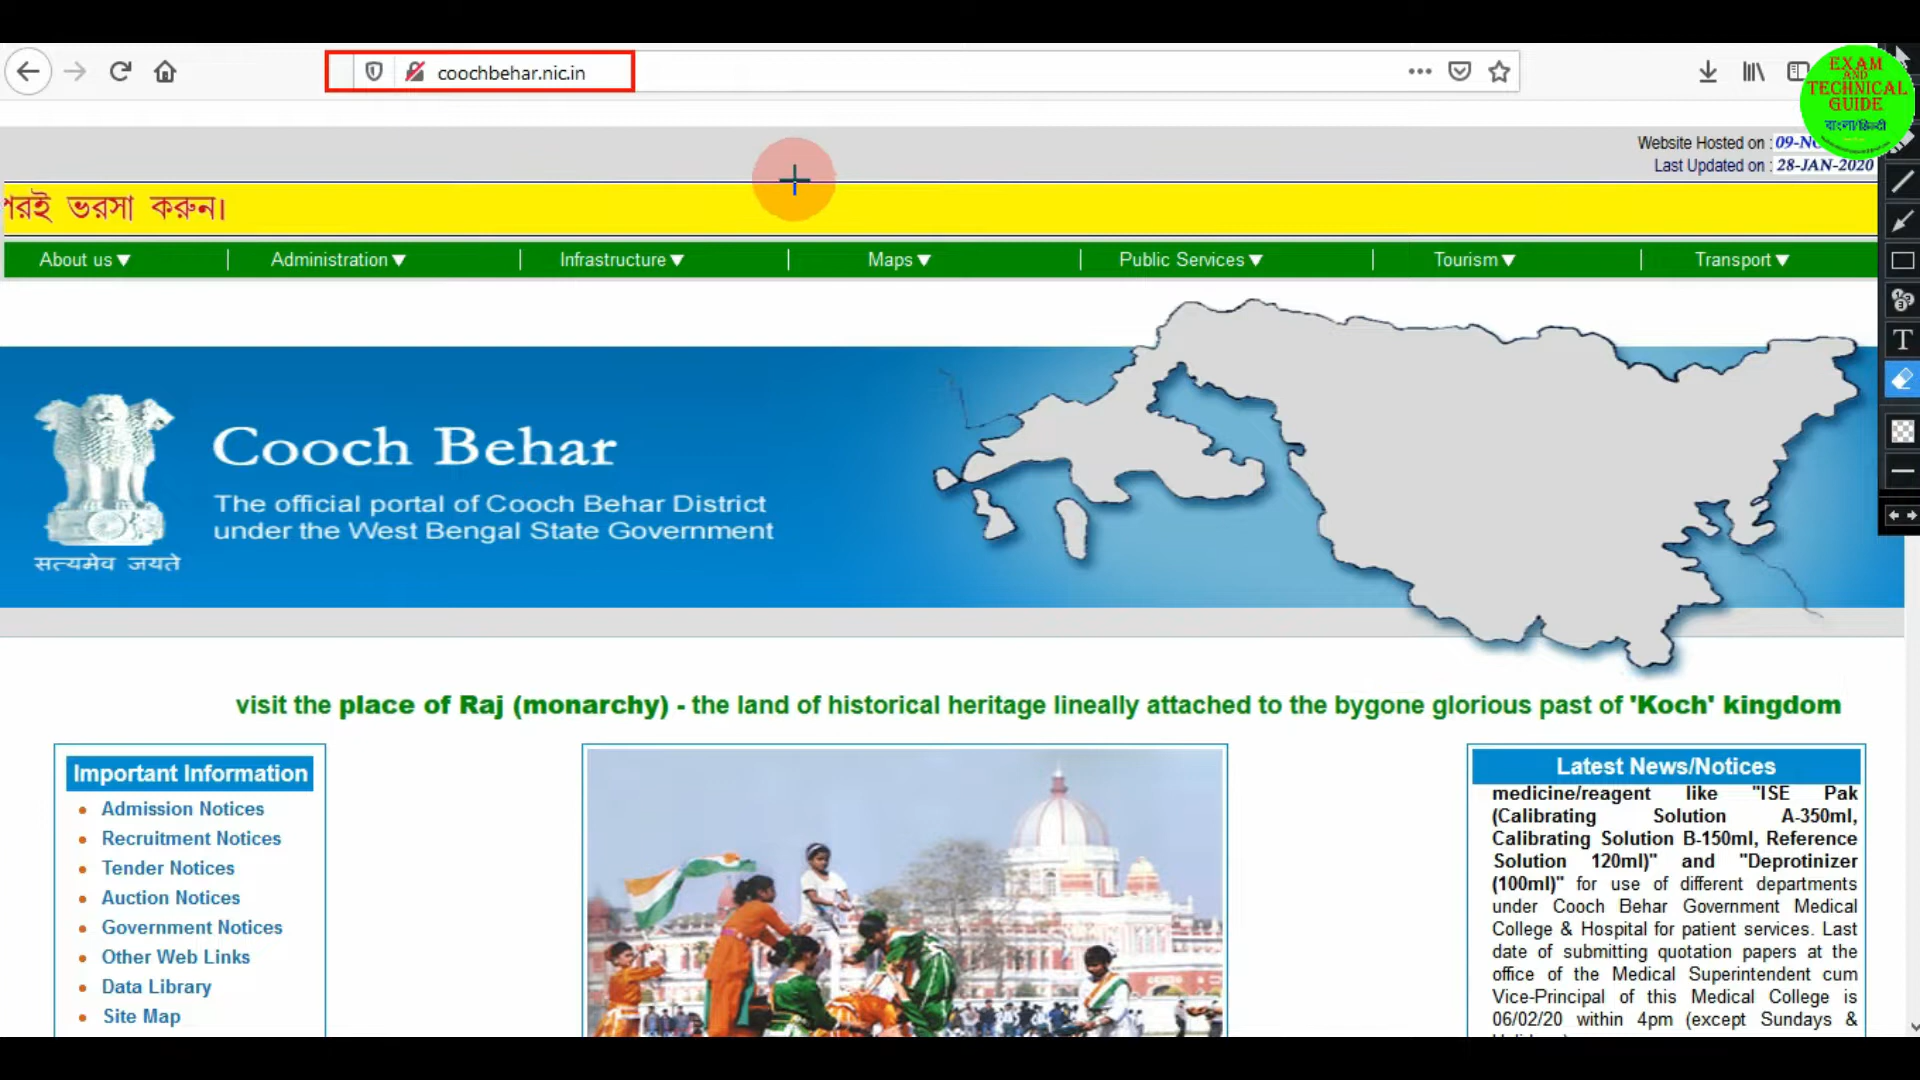 coochbehar.nic.in
EXAM
AND
TECHNICAL
GUIDE
বাংলা/हिन्दी
Website Hosted on :
Last Updated on : 28-JAN-2020
ভরসা করুন।
About us▼ | Administration▼ | Infrastructure▼ | Maps▼ | Public Services▼ | Tourism▼ | Transport▼
Cooch Behar
The official portal of Cooch Behar District
under the West Bengal State Government
सत्यमेव जयते
visit the place of Raj (monarchy) - the land of historical heritage lineally attached to the bygone glorious past of 'Koch' kingdom
Important Information
Admission Notices
Recruitment Notices
Tender Notices
Auction Notices
Government Notices
Other Web Links
Data Library
Site Map
Latest News/Notices
medicine/reagent like "ISE Pak
(Calibrating Solution A-350ml,
Calibrating Solution B-150ml, Reference
Solution 120ml)" and "Deprotinizer
(100ml)" for use of different departments
under Cooch Behar Government Medical
College & Hospital for patient services. Last
date of submitting quotation papers at the
office of the Medical Superintendent cum
Vice-Principal of this Medical College is
06/02/20 within 4pm (except Sundays &
T